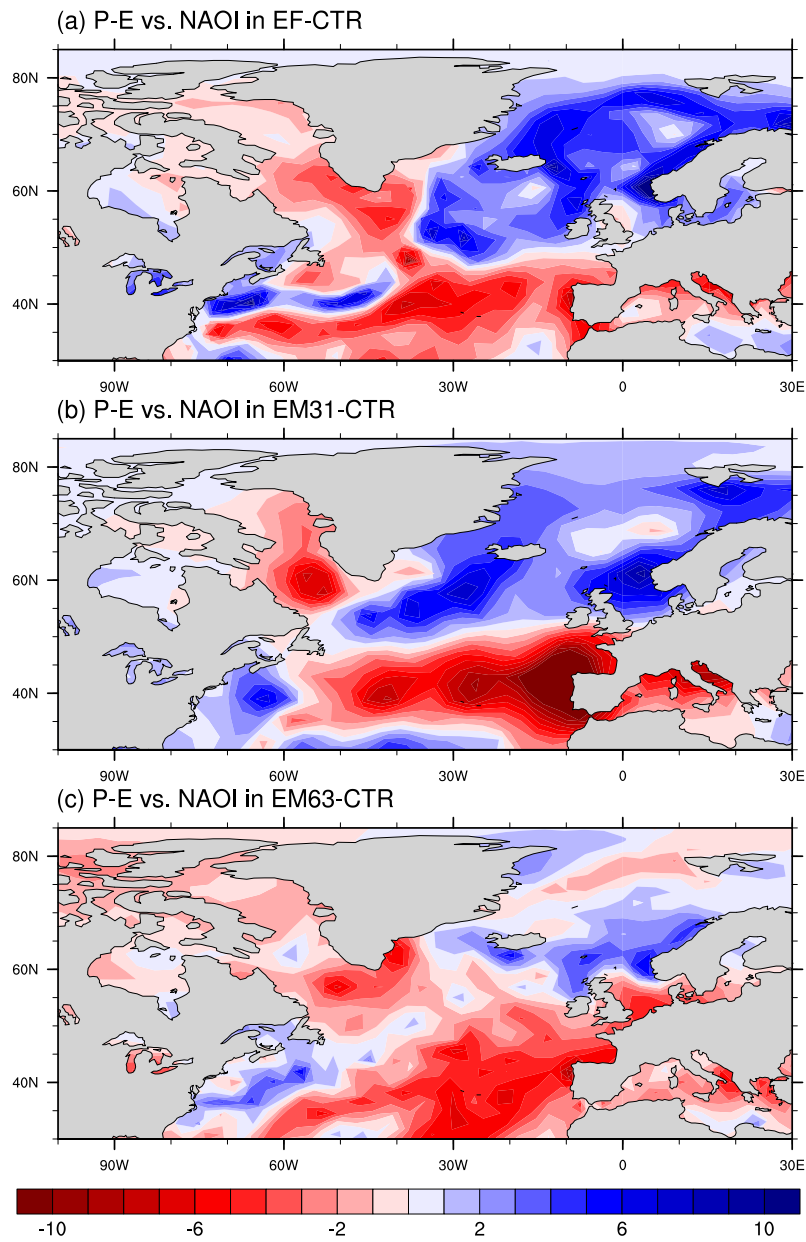 (a) P-E vs. NAOI in EF-CTR
80N
60N
40N
90W 60W 30W 0 30E
(b) P-E vs. NAOI in EM31-CTR
80N
60N
40N
90W 60W 30W 0 30E
(c) P-E vs. NAOI in EM63-CTR
80N
60N
40N
90W 60W 30W 0 30E
-10 -6 -2 2 6 10